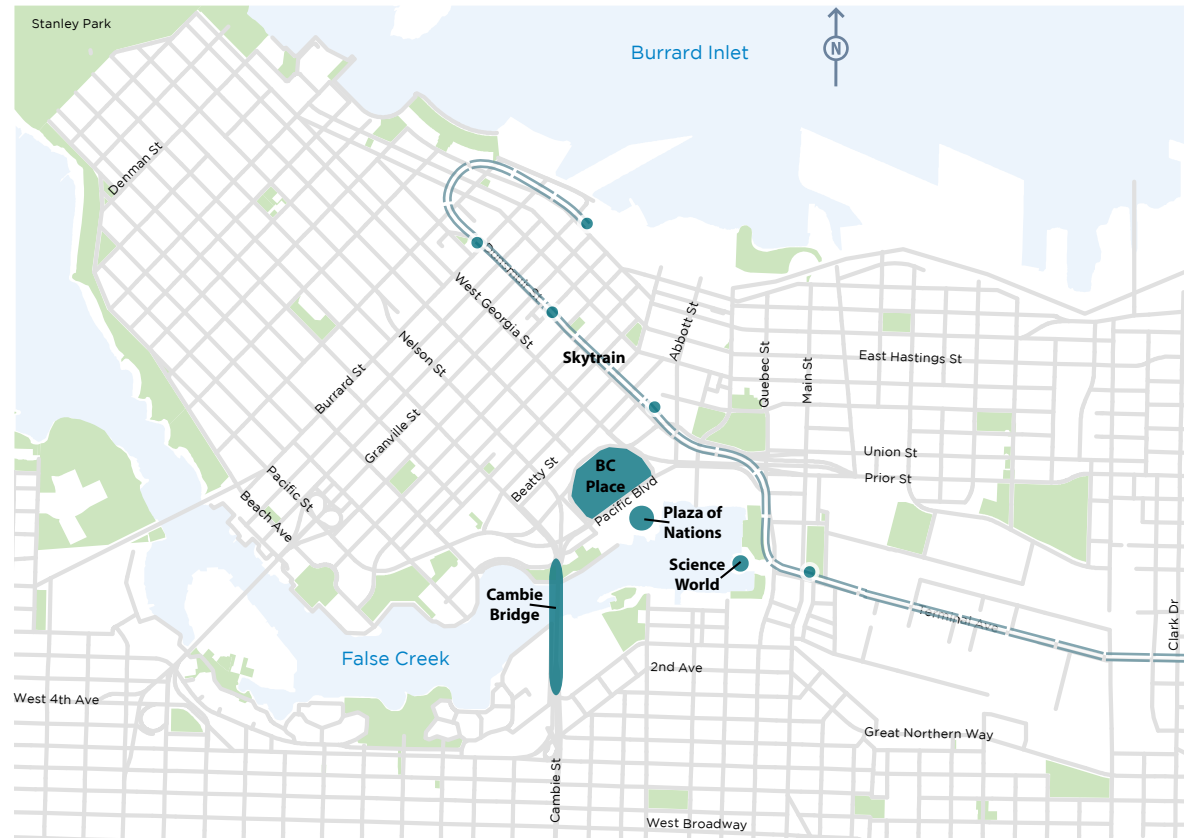 Stanley Park
Burrard Inlet
N
Denman St
Dunsmuir St
West Georgia St
Abbott St
Skytrain
Quebec St
Main St
East Hastings St
Nelson St
Burrard St
Granville St
Union St
Prior St
Beatty St
BC
Place
Pacific Blvd
Pacific St
Beach Ave
Plaza of
Nations
Science
World
Cambie
Bridge
Terminal Ave
Clark Dr
False Creek
2nd Ave
West 4th Ave
Great Northern Way
Cambie St
West Broadway